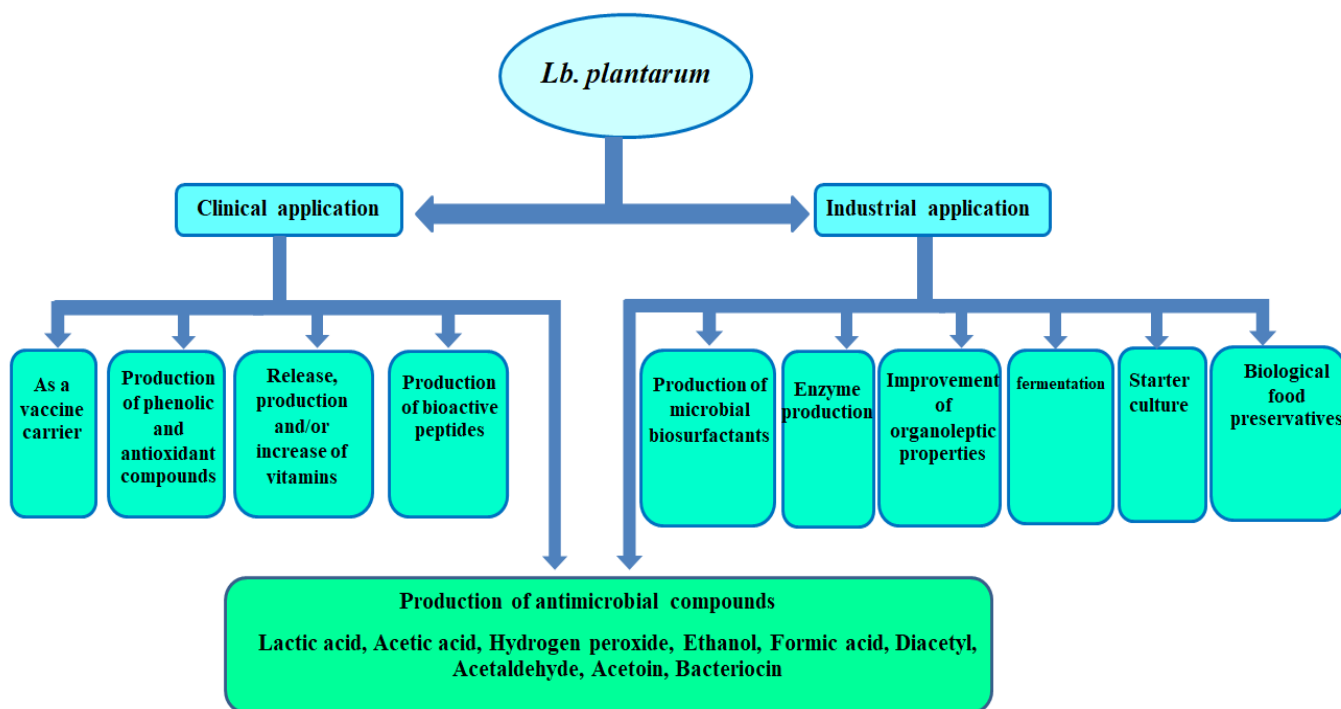 Lb. plantarum
Clinical application
Industrial application
As a
vaccine
carrier
Production
of phenolic
and
antioxidant
compounds
Release,
production
and/or
increase of
vitamins
Production
of bioactive
peptides
Production of
microbial
biosurfactants
Enzyme
production
Improvement
of
organoleptic
properties
fermentation
Starter
culture
Biological
food
preservatives
Production of antimicrobial compounds
Lactic acid, Acetic acid, Hydrogen peroxide, Ethanol, Formic acid, Diacetyl,
Acetaldehyde, Acetoin, Bacteriocin